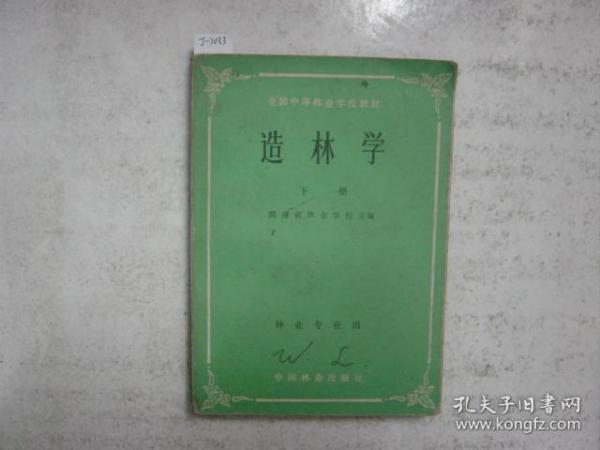 J-1033
全国中等林业学校教材
造林学
下册
湖南省林业学校主编
林业专业用
W. L.
中国林业出版社
孔夫子旧书网
www.kongfz.com